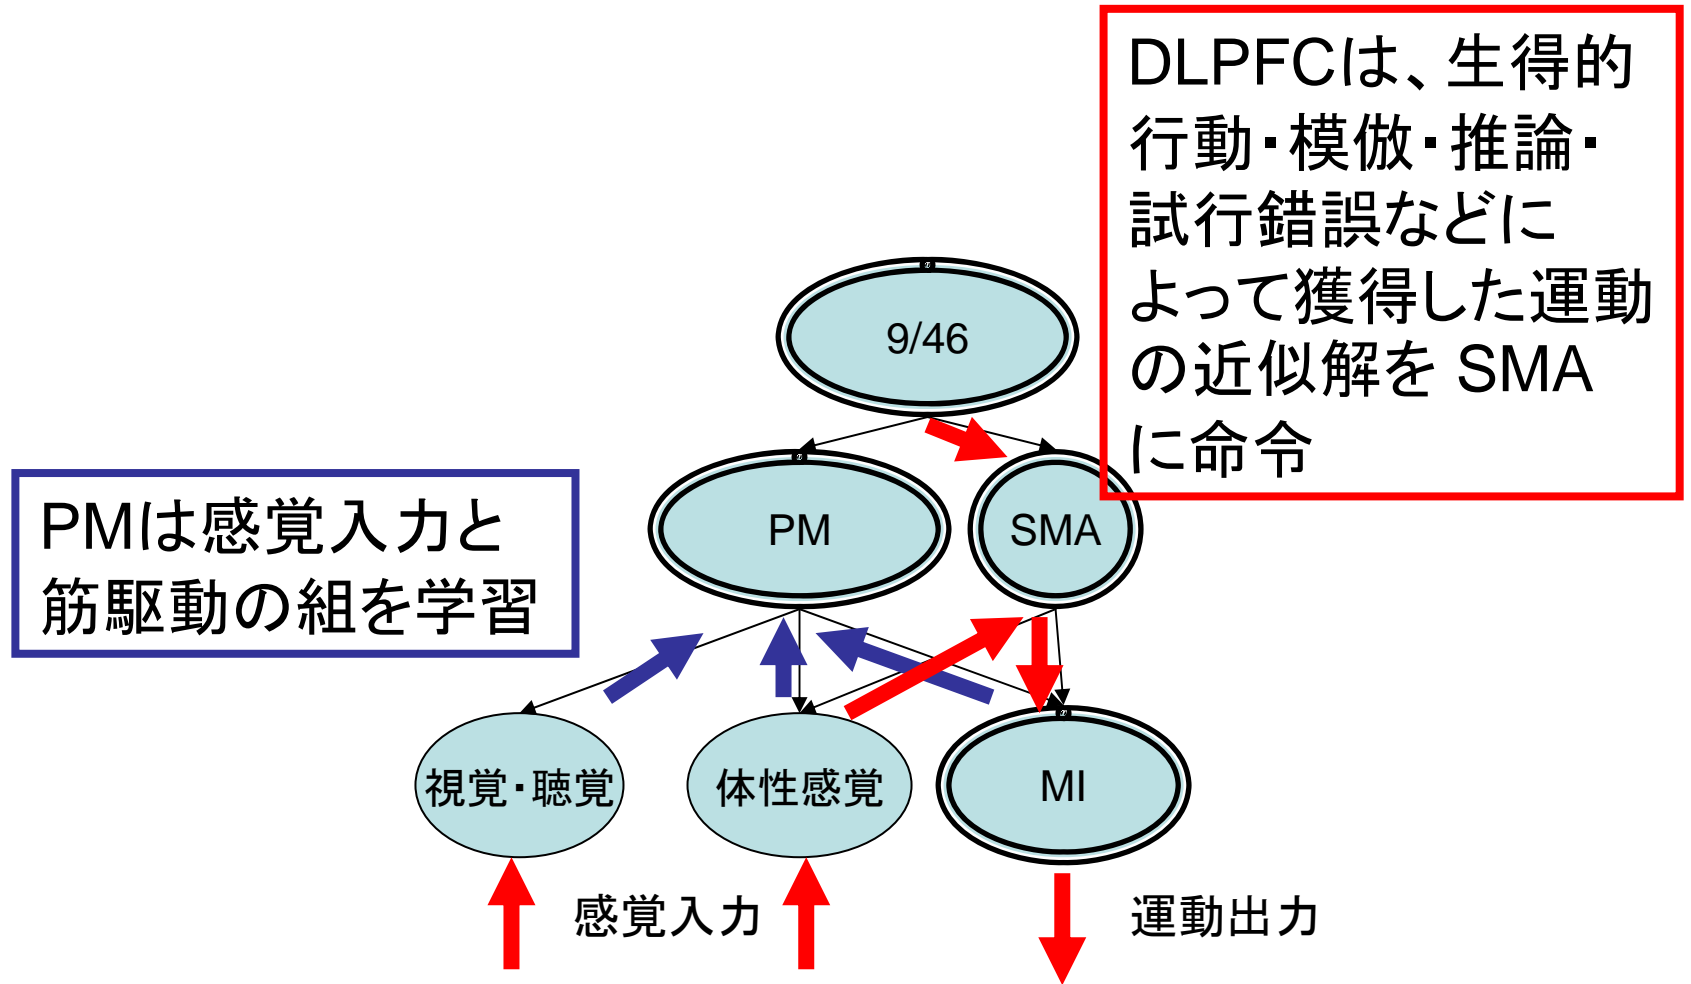 DLPFCは、生得的
行動・模倣・推論・
試行錯誤などに
よって獲得した運動
の近似解を SMA
に命令
9/46
PMは感覚入力と
筋駆動の組を学習
PM
SMA
視覚・聴覚
体性感覚
MI
感覚入力
運動出力